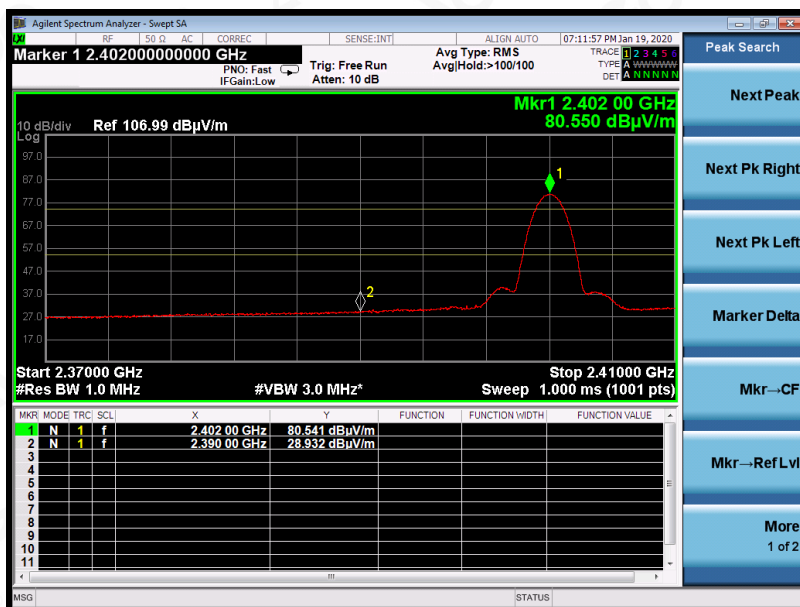 Agilent Spectrum Analyzer - Swept SA
LXI RF 50 Ω AC CORREC SENSE:INT ALIGN AUTO 07:11:57 PM Jan 19, 2020
Marker 1 2.402000000000 GHz
PNO: Fast
IFGain:Low
Trig: Free Run
Atten: 10 dB
Avg Type: RMS
Avg|Hold:>100/100
TRACE 1 2 3 4 5 6
TYPE A WWWWW
DET A N N N N N
Peak Search
Next Peak
Next Pk Right
Next Pk Left
Marker Delta
Mkr→CF
Mkr→Ref Lvl
More
1 of 2
Mkr1 2.402 00 GHz
80.550 dBµV/m
10 dB/div Ref 106.99 dBµV/m
Log
97.0
87.0
77.0
67.0
57.0
47.0
37.0
27.0
17.0
1
2
Start 2.37000 GHz Stop 2.41000 GHz
#Res BW 1.0 MHz #VBW 3.0 MHz* Sweep 1.000 ms (1001 pts)
MKR MODE TRC SCL X Y FUNCTION FUNCTION WIDTH FUNCTION VALUE
1 N 1 f 2.402 00 GHz 80.541 dBµV/m
2 N 1 f 2.390 00 GHz 28.932 dBµV/m
3
4
5
6
7
8
9
10
11
MSG STATUS